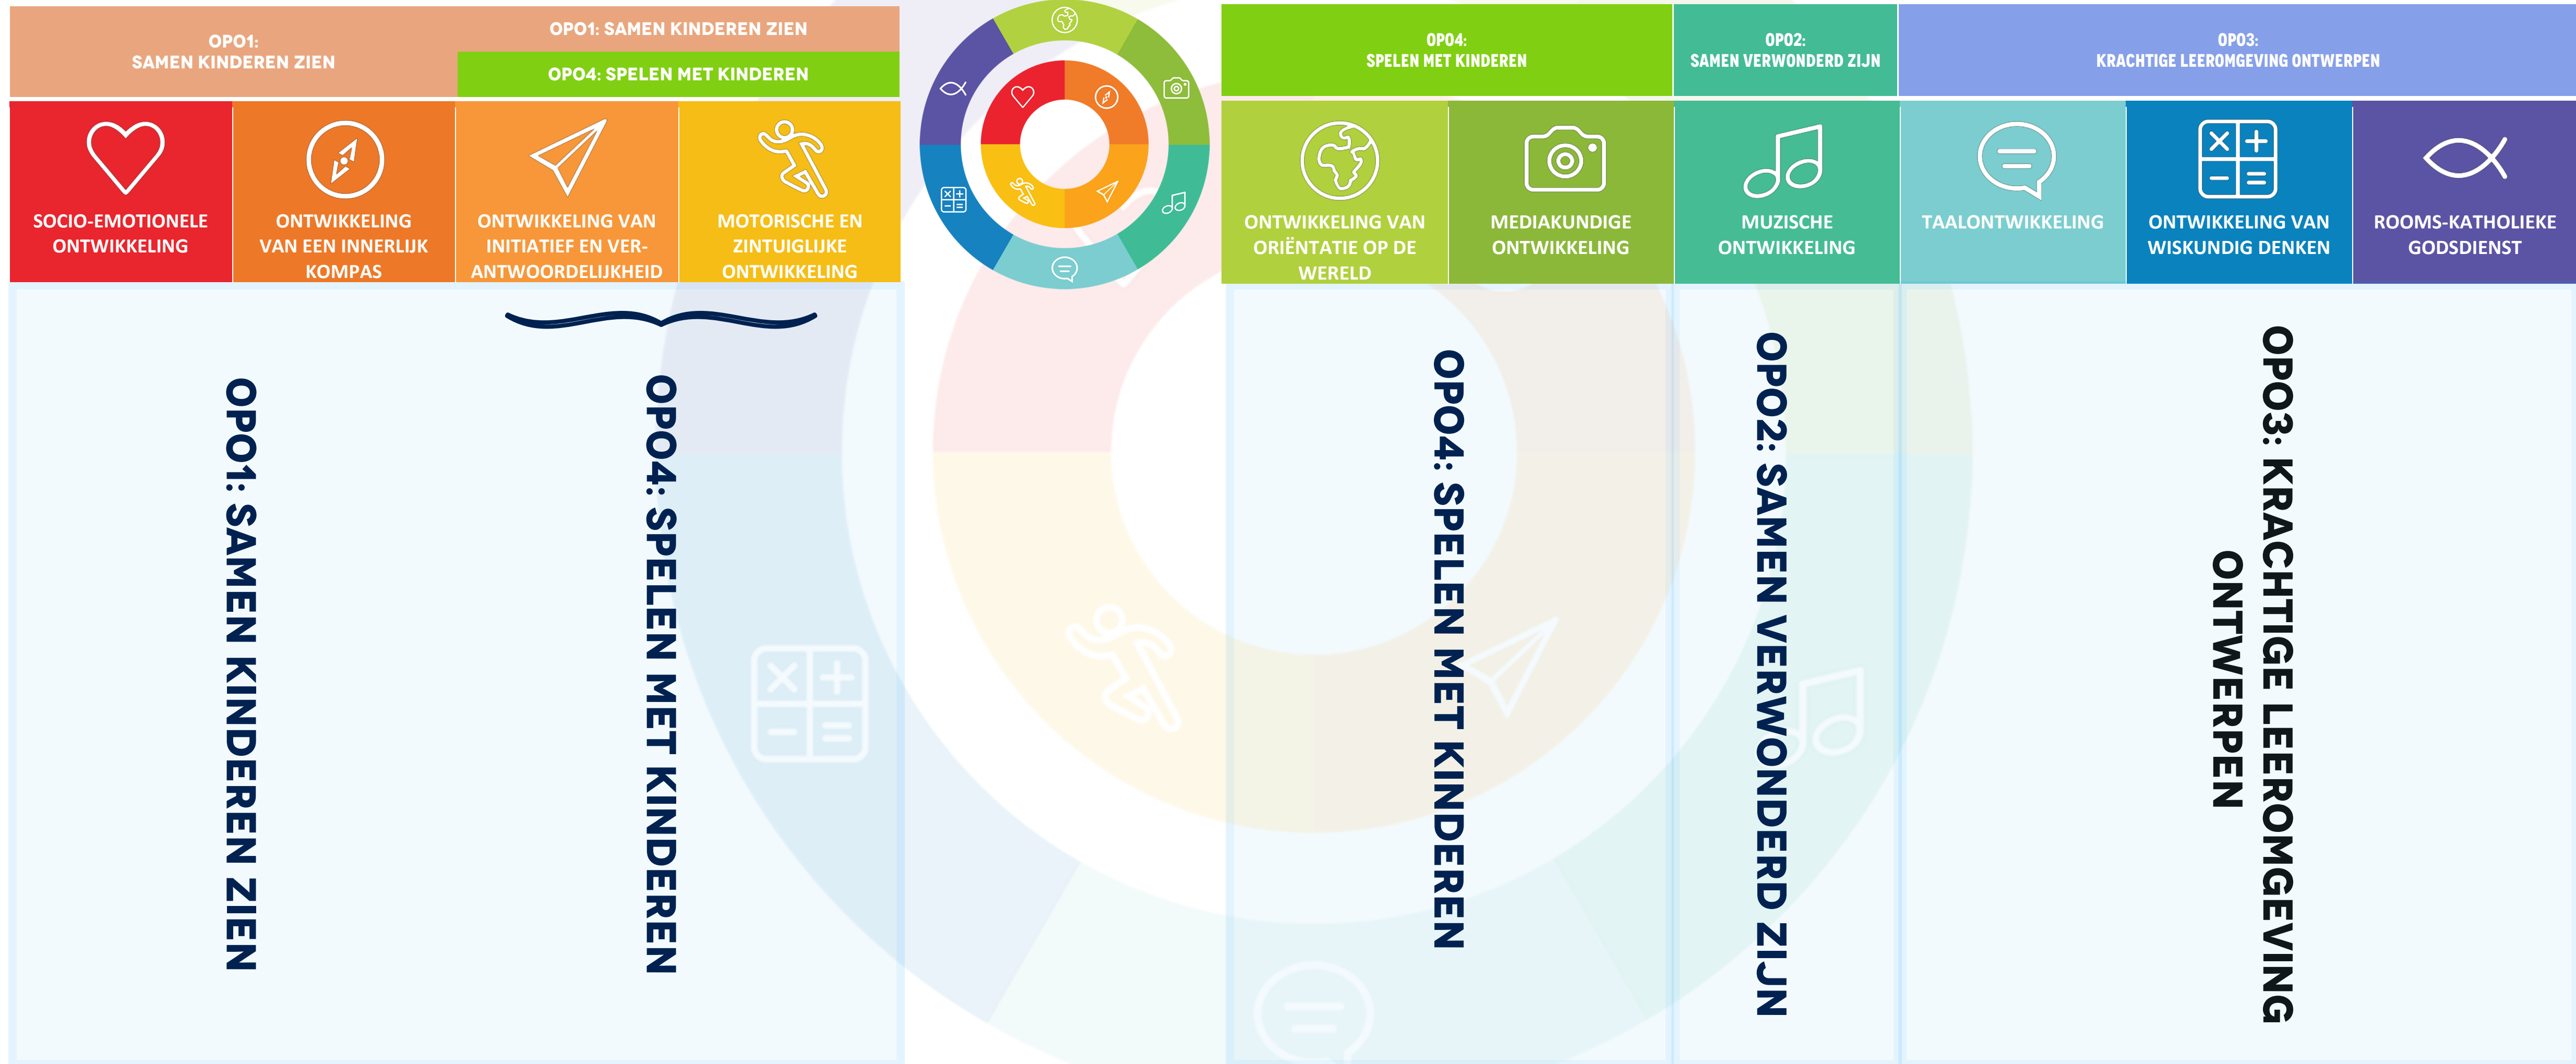 OPO1:
SAMEN KINDEREN ZIEN
OPO1: SAMEN KINDEREN ZIEN
OPO4: SPELEN MET KINDEREN
OPO4:
SPELEN MET KINDEREN
OPO2:
SAMEN VERWONDERD ZIJN
OPO3:
KRACHTIGE LEEROMGEVING ONTWERPEN
SOCIO-EMOTIONELE
ONTWIKKELING
ONTWIKKELING
VAN EEN INNERLIJK
KOMPAS
ONTWIKKELING VAN
INITIATIEF EN VER-
ANTWOORDELIJKHEID
MOTORISCHE EN
ZINTUIGLIJKE
ONTWIKKELING
ONTWIKKELING VAN
ORIËNTATIE OP DE
WERELD
MEDIAKUNDIGE
ONTWIKKELING
MUZISCHE
ONTWIKKELING
TAALONTWIKKELING
ONTWIKKELING VAN
WISKUNDIG DENKEN
ROOMS-KATHOLIEKE
GODSDIENST
OPO1: SAMEN KINDEREN ZIEN
OPO4: SPELEN MET KINDEREN
OPO4: SPELEN MET KINDEREN
OPO2: SAMEN VERWONDERD ZIJN
OPO3: KRACHTIGE LEEROMGEVING
ONTWERPEN